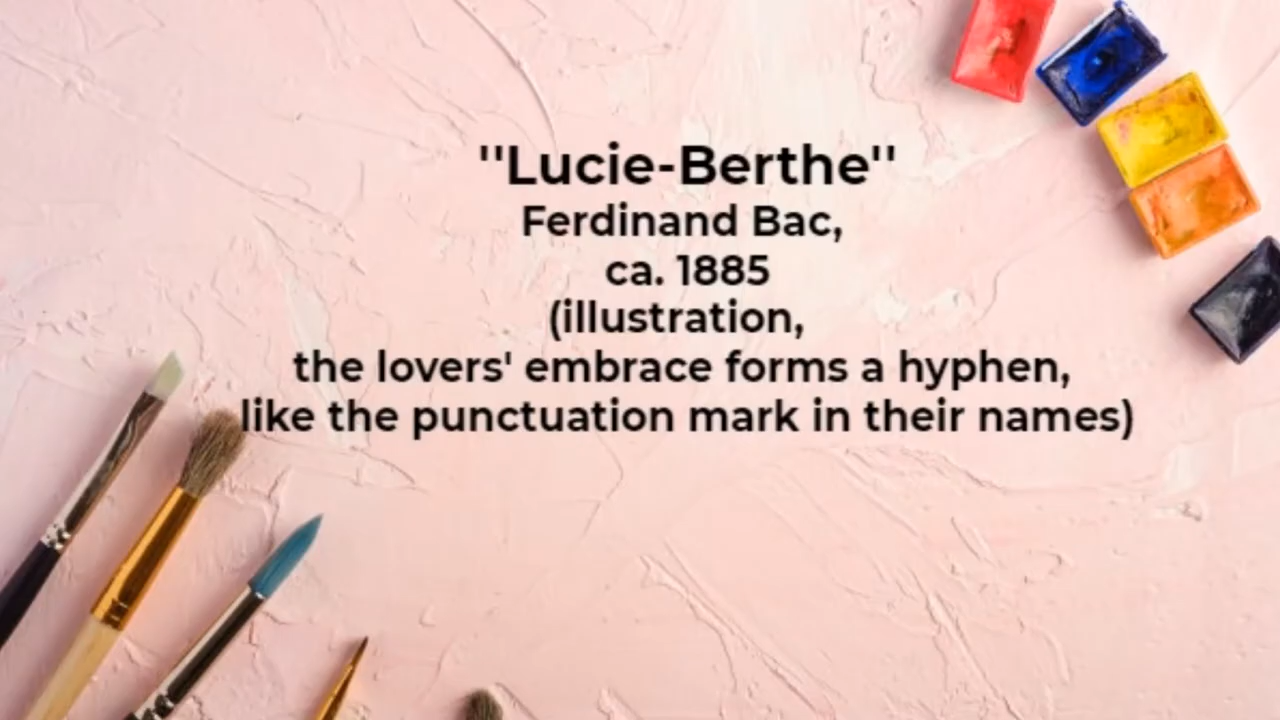 ''Lucie-Berthe''
Ferdinand Bac,
ca. 1885
(illustration,
the lovers' embrace forms a hyphen,
like the punctuation mark in their names)